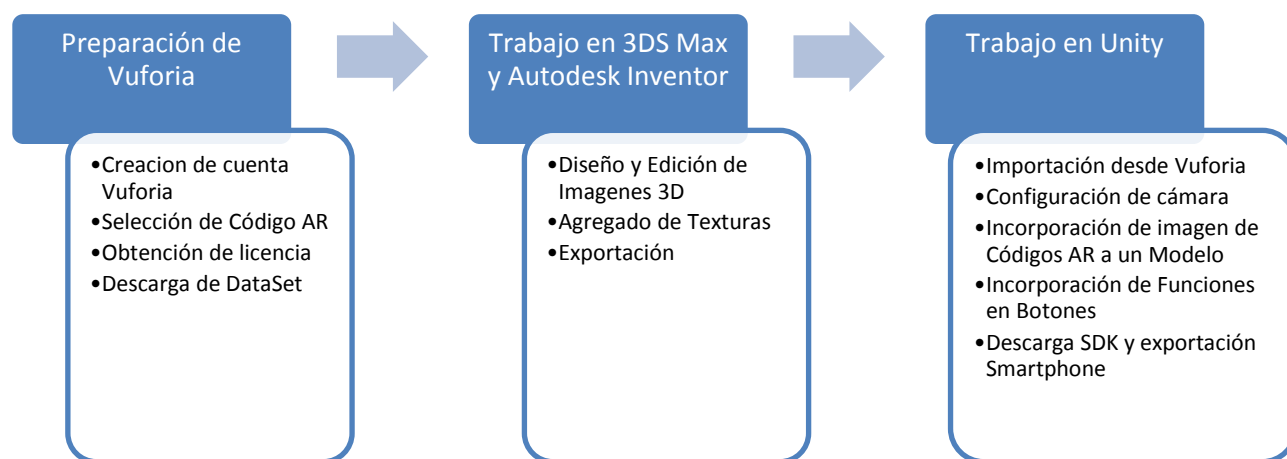 Preparación de
Vuforia
•Creacion de cuenta
Vuforia
•Selección de Código AR
•Obtención de licencia
•Descarga de DataSet
Trabajo en 3DS Max
y Autodesk Inventor
•Diseño y Edición de
Imagenes 3D
•Agregado de Texturas
•Exportación
Trabajo en Unity
•Importación desde Vuforia
•Configuración de cámara
•Incorporación de imagen de
Códigos AR a un Modelo
•Incorporación de Funciones
en Botones
•Descarga SDK y exportación
Smartphone